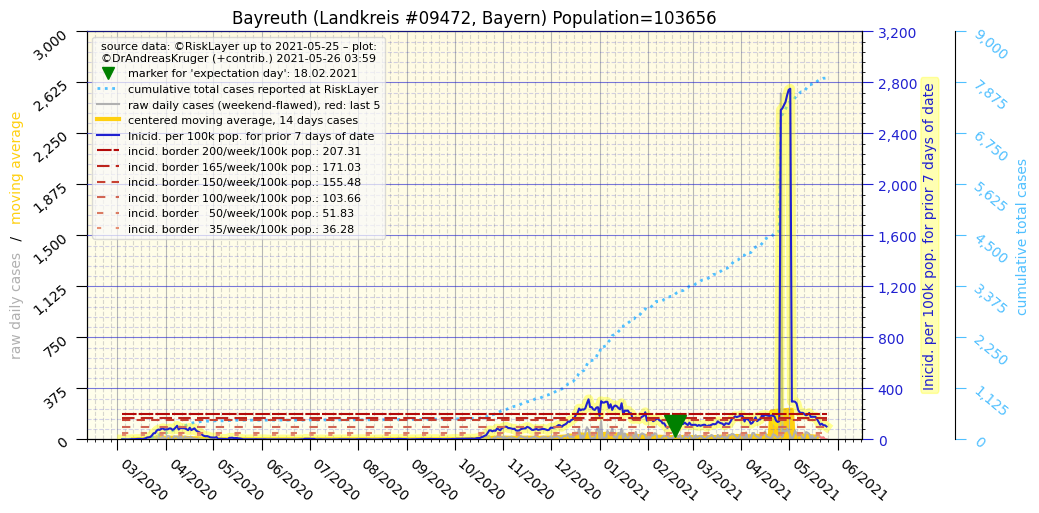 Bayreuth (Landkreis #09472, Bayern) Population=103656
source data: ©RiskLayer up to 2021-05-25 – plot:
©DrAndreasKruger (+contrib.) 2021-05-26 03:59
marker for 'expectation day': 18.02.2021
cumulative total cases reported at RiskLayer
raw daily cases (weekend-flawed), red: last 5
centered moving average, 14 days cases
Inicid. per 100k pop. for prior 7 days of date
incid. border 200/week/100k pop.: 207.31
incid. border 165/week/100k pop.: 171.03
incid. border 150/week/100k pop.: 155.48
incid. border 100/week/100k pop.: 103.66
incid. border 50/week/100k pop.: 51.83
incid. border 35/week/100k pop.: 36.28
raw daily cases / moving average
3,000
2,625
2,250
1,875
1,500
1,125
750
375
0
3,200
2,800
2,400
2,000
1,600
1,200
800
400
0
Inicid. per 100k pop. for prior 7 days of date
9,000
7,875
6,750
5,625
4,500
3,375
2,250
1,125
0
cumulative total cases
03/2020
04/2020
05/2020
06/2020
07/2020
08/2020
09/2020
10/2020
11/2020
12/2020
01/2021
02/2021
03/2021
04/2021
05/2021
06/2021